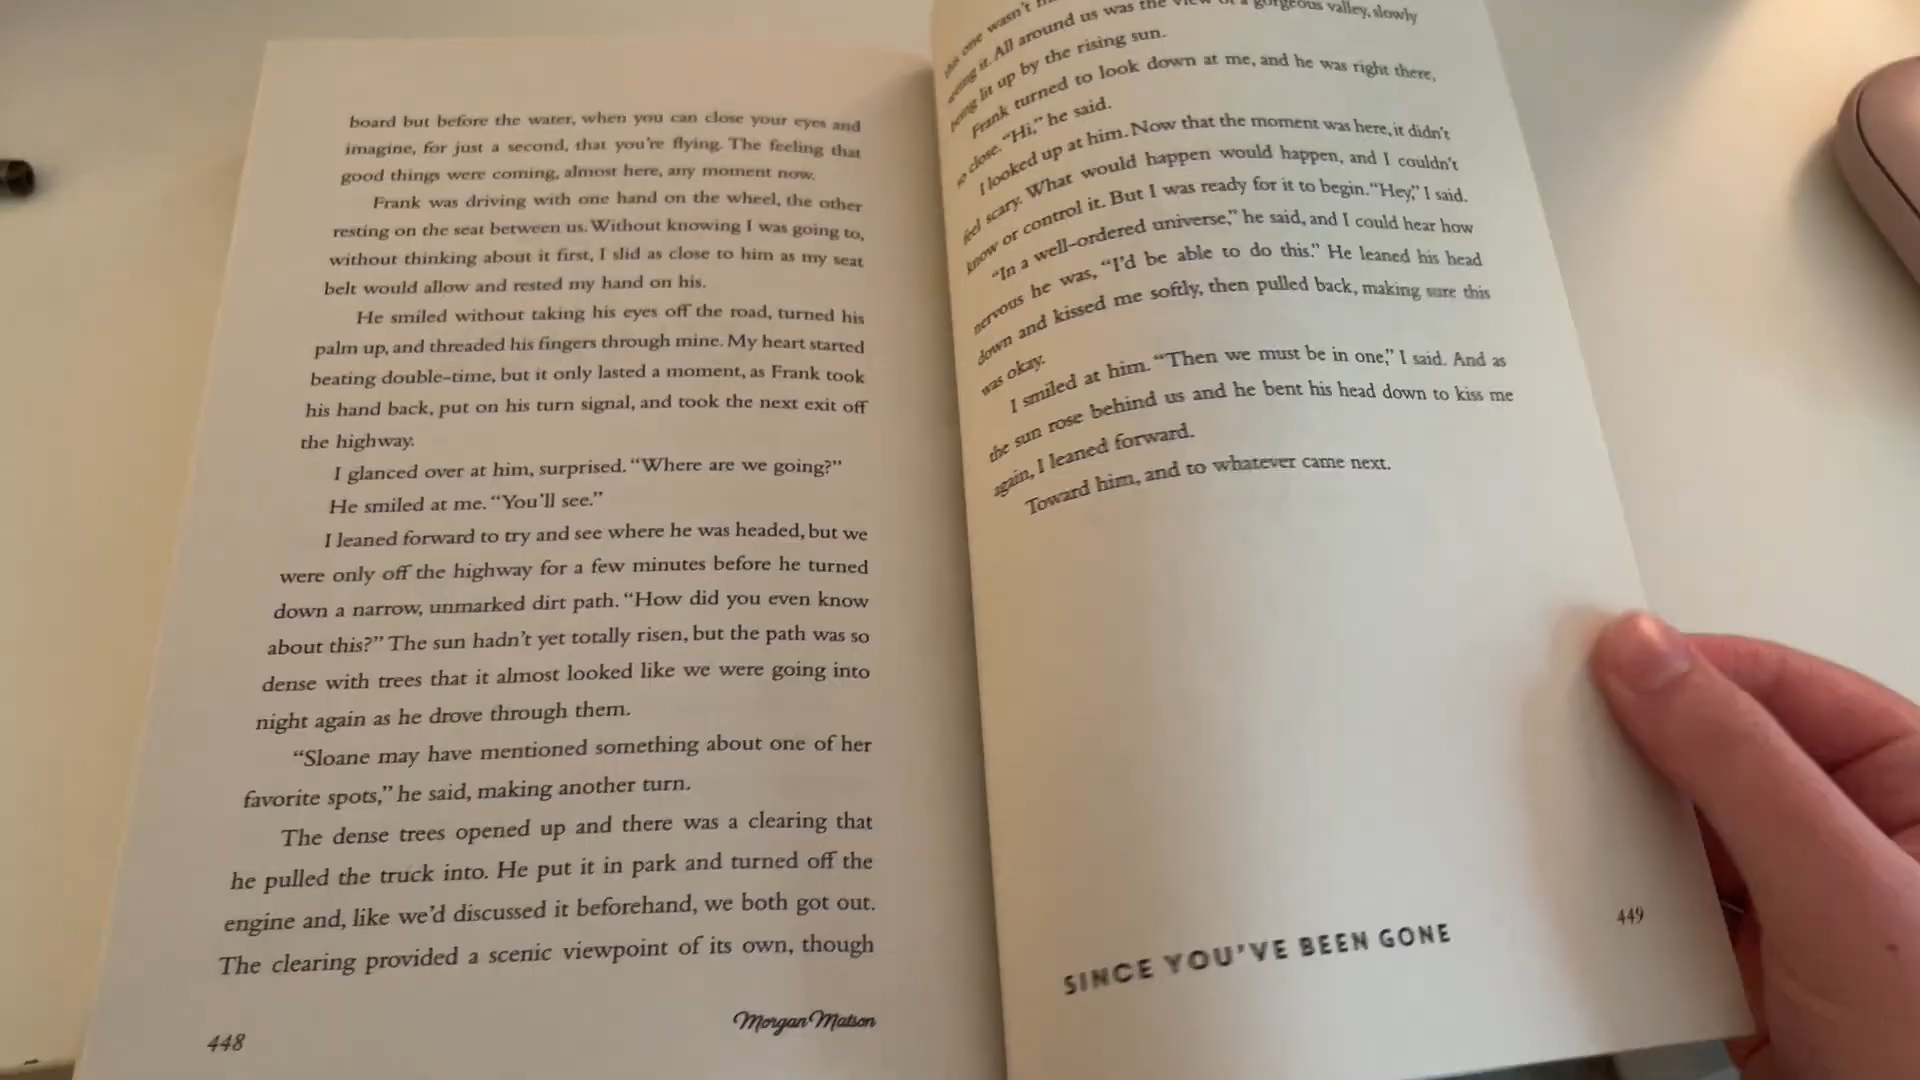 board but before the water, when you can close your eyes and
imagine, for just a second, that you're flying. The feeling that
good things were coming, almost here, any moment now.
Frank was driving with one hand on the wheel, the other
resting on the seat between us. Without knowing I was going to,
without thinking about it first, I slid as close to him as my seat
belt would allow and rested my hand on his.
He smiled without taking his eyes off the road, turned his
palm up, and threaded his fingers through mine. My heart started
beating double-time, but it only lasted a moment, as Frank took
his hand back, put on his turn signal, and took the next exit off
the highway.
I glanced over at him, surprised. “Where are we going?”
He smiled at me. “You'll see.”
I leaned forward to try and see where he was headed, but we
were only off the highway for a few minutes before he turned
down a narrow, unmarked dirt path. “How did you even know
about this?” The sun hadn't yet totally risen, but the path was so
dense with trees that it almost looked like we were going into
night again as he drove through them.
“Sloane may have mentioned something about one of her
favorite spots,” he said, making another turn.
The dense trees opened up and there was a clearing that
he pulled the truck into. He put it in park and turned off the
engine and, like we'd discussed it beforehand, we both got out.
The clearing provided a scenic viewpoint of its own, though
448
Morgan Matson
this one wasn't
it. All around us was the view of a gorgeous valley, slowly
being lit up by the rising sun.
Frank turned to look down at me, and he was right there,
so close. “Hi,” he said.
I looked up at him. Now that the moment was here, it didn't
feel scary. What would happen would happen, and I couldn't
know or control it. But I was ready for it to begin. “Hey,” I said.
“In a well-ordered universe,” he said, and I could hear how
nervous he was, “I'd be able to do this.” He leaned his head
down and kissed me softly, then pulled back, making sure this
was okay.
I smiled at him. “Then we must be in one,” I said. And as
the sun rose behind us and he bent his head down to kiss me
again, I leaned forward.
Toward him, and to whatever came next.
SINCE YOU'VE BEEN GONE
449